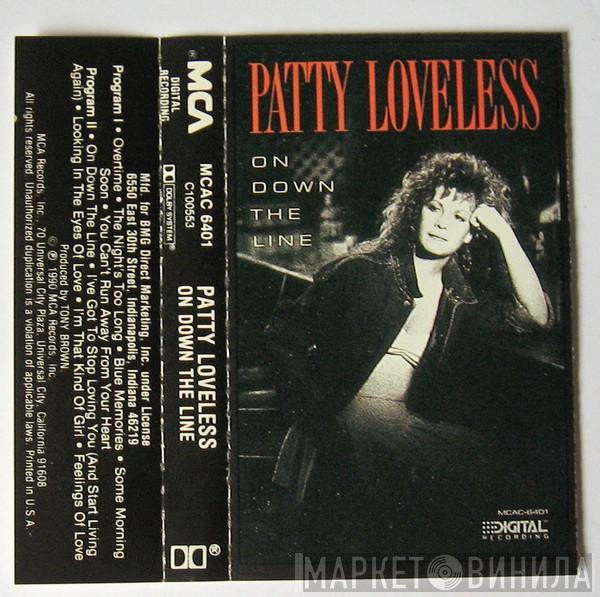 PATTY LOVELESS
ON
DOWN
THE
LINE
MCAC-6401
DIGITAL
RECORDING
MCA®
DIGITAL
RECORDING
MCAC 6401
C100553
DOLBY SYSTEM®
PATTY LOVELESS
ON DOWN THE LINE
®
Mfd. for BMG Direct Marketing, Inc. under License
6550 East 30th Street, Indianapolis, Indiana 46219
Program I • Overtime • The Night's Too Long • Blue Memories • Some Morning
Soon • You Can't Run Away From Your Heart
Program II • On Down The Line • I've Got To Stop Loving You (And Start Living
Again) • Looking In The Eyes Of Love • I'm That Kind Of Girl • Feelings Of Love
Produced by TONY BROWN
© ℗ 1990 MCA Records, Inc.
MCA Records, Inc., 70 Universal City Plaza, Universal City, California 91608
All rights reserved. Unauthorized duplication is a violation of applicable laws. Printed in U.S.A.
МАРКЕТ ВИНИЛА